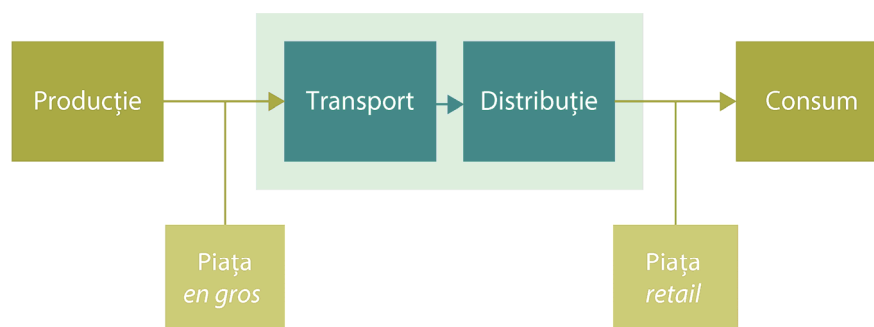 Producție
Transport
Distribuție
Consum
Piața
en gros
Piața
retail